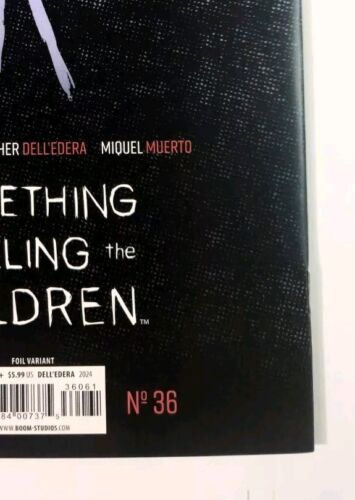 HER DELL'EDERA MIQUEL MUERTO
ETHING
LING the
LDREN™
FOIL VARIANT
+ $5.99 US DELL'EDERA 2024
36061
Nº 36
84 00737 5
WWW.BOOM-STUDIOS.COM